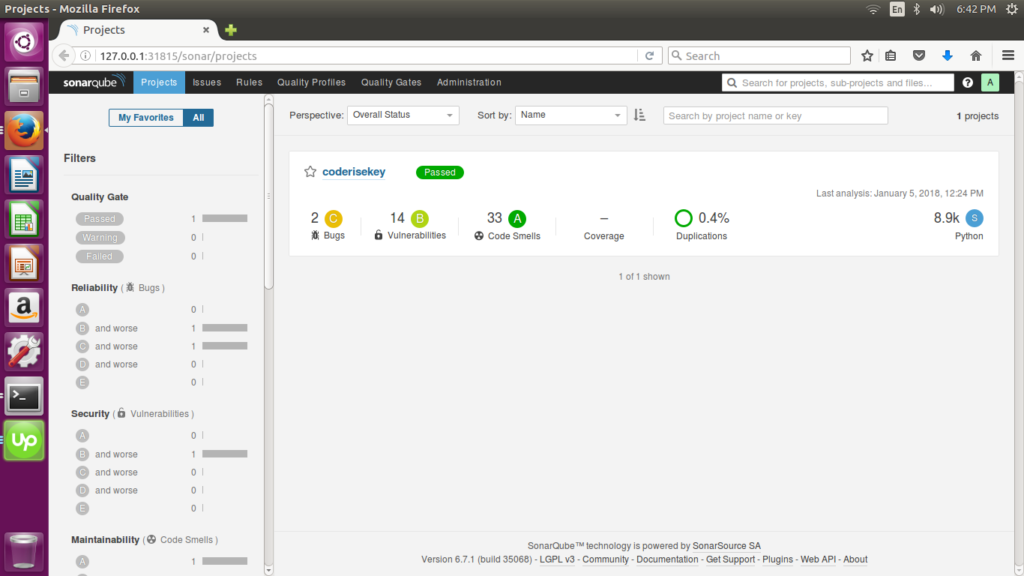 Projects - Mozilla Firefox
En
6:42 PM
Projects
127.0.0.1:31815/sonar/projects
Search
sonarqube
Projects
Issues
Rules
Quality Profiles
Quality Gates
Administration
Search for projects, sub-projects and files...
?
A
My Favorites
All
Perspective:
Overall Status
Sort by:
Name
Search by project name or key
1 projects
Filters
Quality Gate
Passed 1
Warning 0
Failed 0
Reliability ( Bugs )
A 0
B and worse 1
C and worse 1
D and worse 0
E 0
Security ( Vulnerabilities )
A 0
B and worse 1
C and worse 0
D and worse 0
E 0
Maintainability ( Code Smells )
A 1
coderisekey
Passed
Last analysis: January 5, 2018, 12:24 PM
2 C
Bugs
14 B
Vulnerabilities
33 A
Code Smells
–
Coverage
0.4%
Duplications
8.9k S
Python
1 of 1 shown
SonarQube™ technology is powered by SonarSource SA
Version 6.7.1 (build 35068) - LGPL v3 - Community - Documentation - Get Support - Plugins - Web API - About
a
>_
up